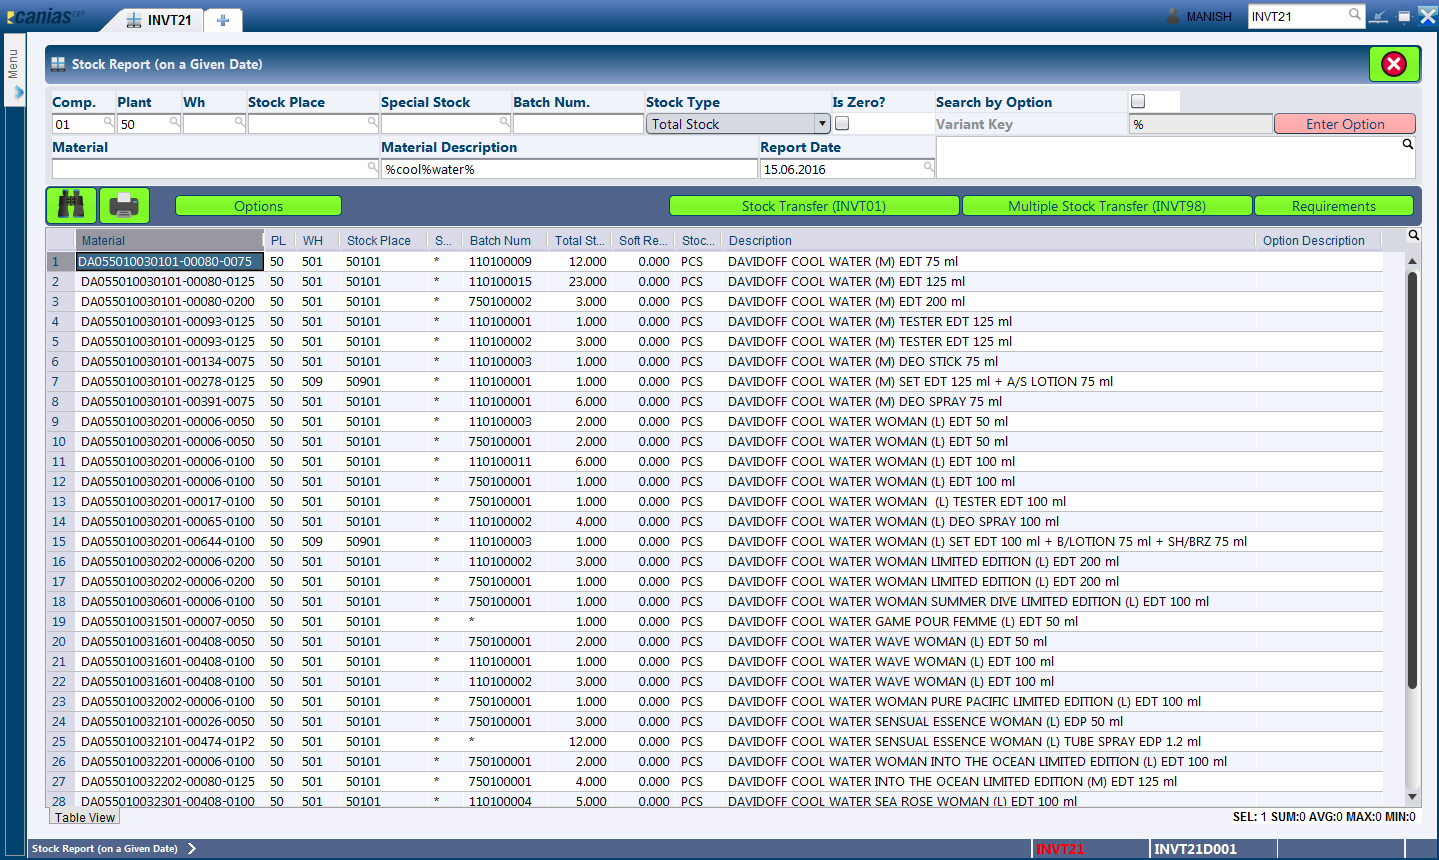 canias ERP INVT21 + MANISH INVT21
Menu
Stock Report (on a Given Date)
Comp. Plant Wh Stock Place Special Stock Batch Num. Stock Type Is Zero? Search by Option
01 50 Total Stock Variant Key % Enter Option
Material Material Description Report Date
%cool%water% 15.06.2016
Options Stock Transfer (INVT01) Multiple Stock Transfer (INVT98) Requirements
Material PL WH Stock Place S... Batch Num Total St... Soft Re... Stoc... Description Option Description
1 DA055010030101-00080-0075 50 501 50101 * 110100009 12.000 0.000 PCS DAVIDOFF COOL WATER (M) EDT 75 ml
2 DA055010030101-00080-0125 50 501 50101 * 110100015 23.000 0.000 PCS DAVIDOFF COOL WATER (M) EDT 125 ml
3 DA055010030101-00080-0200 50 501 50101 * 750100002 3.000 0.000 PCS DAVIDOFF COOL WATER (M) EDT 200 ml
4 DA055010030101-00093-0125 50 501 50101 * 110100001 1.000 0.000 PCS DAVIDOFF COOL WATER (M) TESTER EDT 125 ml
5 DA055010030101-00093-0125 50 501 50101 * 110100002 3.000 0.000 PCS DAVIDOFF COOL WATER (M) TESTER EDT 125 ml
6 DA055010030101-00134-0075 50 501 50101 * 110100003 1.000 0.000 PCS DAVIDOFF COOL WATER (M) DEO STICK 75 ml
7 DA055010030101-00278-0125 50 509 50901 * 110100001 1.000 0.000 PCS DAVIDOFF COOL WATER (M) SET EDT 125 ml + A/S LOTION 75 ml
8 DA055010030101-00391-0075 50 501 50101 * 110100001 6.000 0.000 PCS DAVIDOFF COOL WATER (M) DEO SPRAY 75 ml
9 DA055010030201-00006-0050 50 501 50101 * 110100003 2.000 0.000 PCS DAVIDOFF COOL WATER WOMAN (L) EDT 50 ml
10 DA055010030201-00006-0050 50 501 50101 * 750100001 2.000 0.000 PCS DAVIDOFF COOL WATER WOMAN (L) EDT 50 ml
11 DA055010030201-00006-0100 50 501 50101 * 110100011 6.000 0.000 PCS DAVIDOFF COOL WATER WOMAN (L) EDT 100 ml
12 DA055010030201-00006-0100 50 501 50101 * 750100001 1.000 0.000 PCS DAVIDOFF COOL WATER WOMAN (L) EDT 100 ml
13 DA055010030201-00017-0100 50 501 50101 * 750100001 1.000 0.000 PCS DAVIDOFF COOL WATER WOMAN (L) TESTER EDT 100 ml
14 DA055010030201-00065-0100 50 501 50101 * 110100002 4.000 0.000 PCS DAVIDOFF COOL WATER WOMAN (L) DEO SPRAY 100 ml
15 DA055010030201-00644-0100 50 509 50901 * 110100003 1.000 0.000 PCS DAVIDOFF COOL WATER WOMAN (L) SET EDT 100 ml + B/LOTION 75 ml + SH/BRZ 75 ml
16 DA055010030202-00006-0200 50 501 50101 * 110100002 3.000 0.000 PCS DAVIDOFF COOL WATER WOMAN LIMITED EDITION (L) EDT 200 ml
17 DA055010030202-00006-0200 50 501 50101 * 750100001 1.000 0.000 PCS DAVIDOFF COOL WATER WOMAN LIMITED EDITION (L) EDT 200 ml
18 DA055010030601-00006-0100 50 501 50101 * 750100001 1.000 0.000 PCS DAVIDOFF COOL WATER WOMAN SUMMER DIVE LIMITED EDITION (L) EDT 100 ml
19 DA055010031501-00007-0050 50 501 50101 * * 1.000 0.000 PCS DAVIDOFF COOL WATER GAME POUR FEMME (L) EDT 50 ml
20 DA055010031601-00408-0050 50 501 50101 * 750100001 2.000 0.000 PCS DAVIDOFF COOL WATER WAVE WOMAN (L) EDT 50 ml
21 DA055010031601-00408-0100 50 501 50101 * 110100001 1.000 0.000 PCS DAVIDOFF COOL WATER WAVE WOMAN (L) EDT 100 ml
22 DA055010031601-00408-0100 50 501 50101 * 110100002 3.000 0.000 PCS DAVIDOFF COOL WATER WAVE WOMAN (L) EDT 100 ml
23 DA055010032002-00006-0100 50 501 50101 * 750100001 1.000 0.000 PCS DAVIDOFF COOL WATER WOMAN PURE PACIFIC LIMITED EDITION (L) EDT 100 ml
24 DA055010032101-00026-0050 50 501 50101 * 750100001 3.000 0.000 PCS DAVIDOFF COOL WATER SENSUAL ESSENCE WOMAN (L) EDP 50 ml
25 DA055010032101-00474-01P2 50 501 50101 * * 12.000 0.000 PCS DAVIDOFF COOL WATER SENSUAL ESSENCE WOMAN (L) TUBE SPRAY EDP 1.2 ml
26 DA055010032201-00006-0100 50 501 50101 * 750100001 2.000 0.000 PCS DAVIDOFF COOL WATER WOMAN INTO THE OCEAN LIMITED EDITION (L) EDT 100 ml
27 DA055010032202-00080-0125 50 501 50101 * 750100001 4.000 0.000 PCS DAVIDOFF COOL WATER INTO THE OCEAN LIMITED EDITION (M) EDT 125 ml
28 DA055010032301-00408-0100 50 501 50101 * 110100004 5.000 0.000 PCS DAVIDOFF COOL WATER SEA ROSE WOMAN (L) EDT 100 ml
Table View SEL: 1 SUM:0 AVG:0 MAX:0 MIN:0
Stock Report (on a Given Date) INVT21 INVT21D001